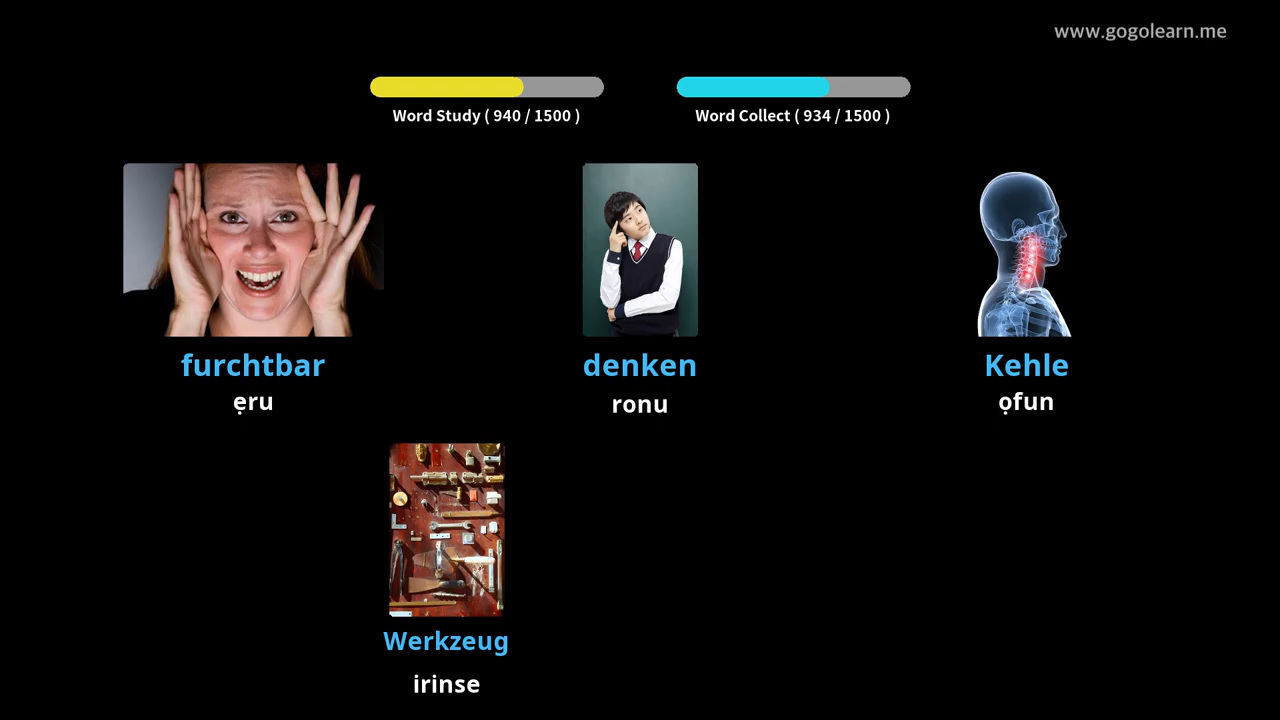 www.gogolearn.me
Word Study ( 940 / 1500 )
Word Collect ( 934 / 1500 )
furchtbar
ẹru
denken
ronu
Kehle
ọfun
Werkzeug
irinse